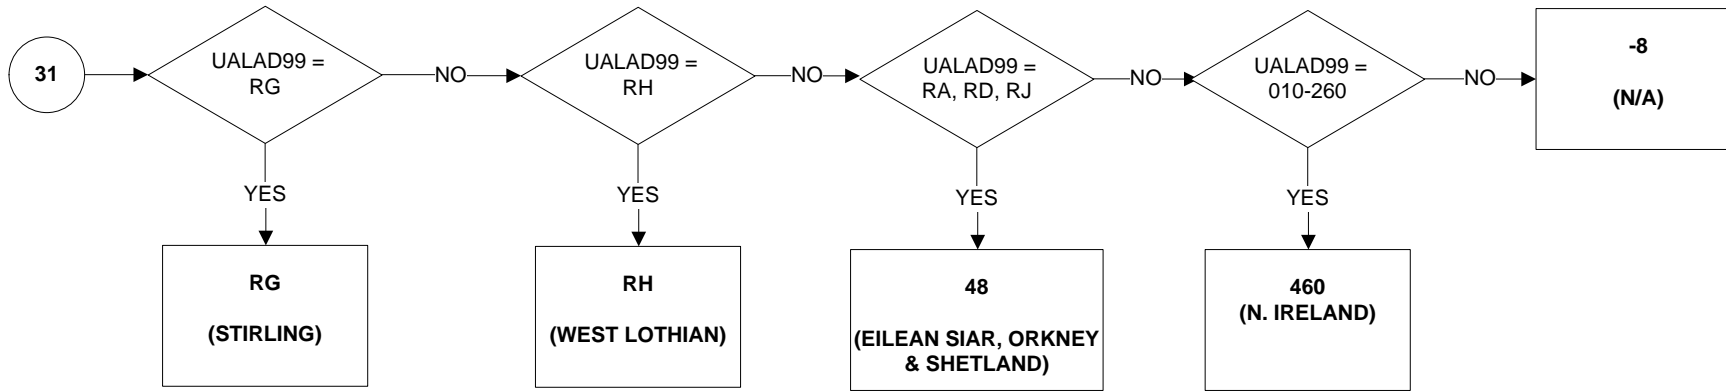 31
UALAD99 =
RG
NO
UALAD99 =
RH
NO
UALAD99 =
RA, RD, RJ
NO
UALAD99 =
010-260
NO
-8
(N/A)
YES
YES
YES
YES
RG
(STIRLING)
RH
(WEST LOTHIAN)
48
(EILEAN SIAR, ORKNEY
& SHETLAND)
460
(N. IRELAND)